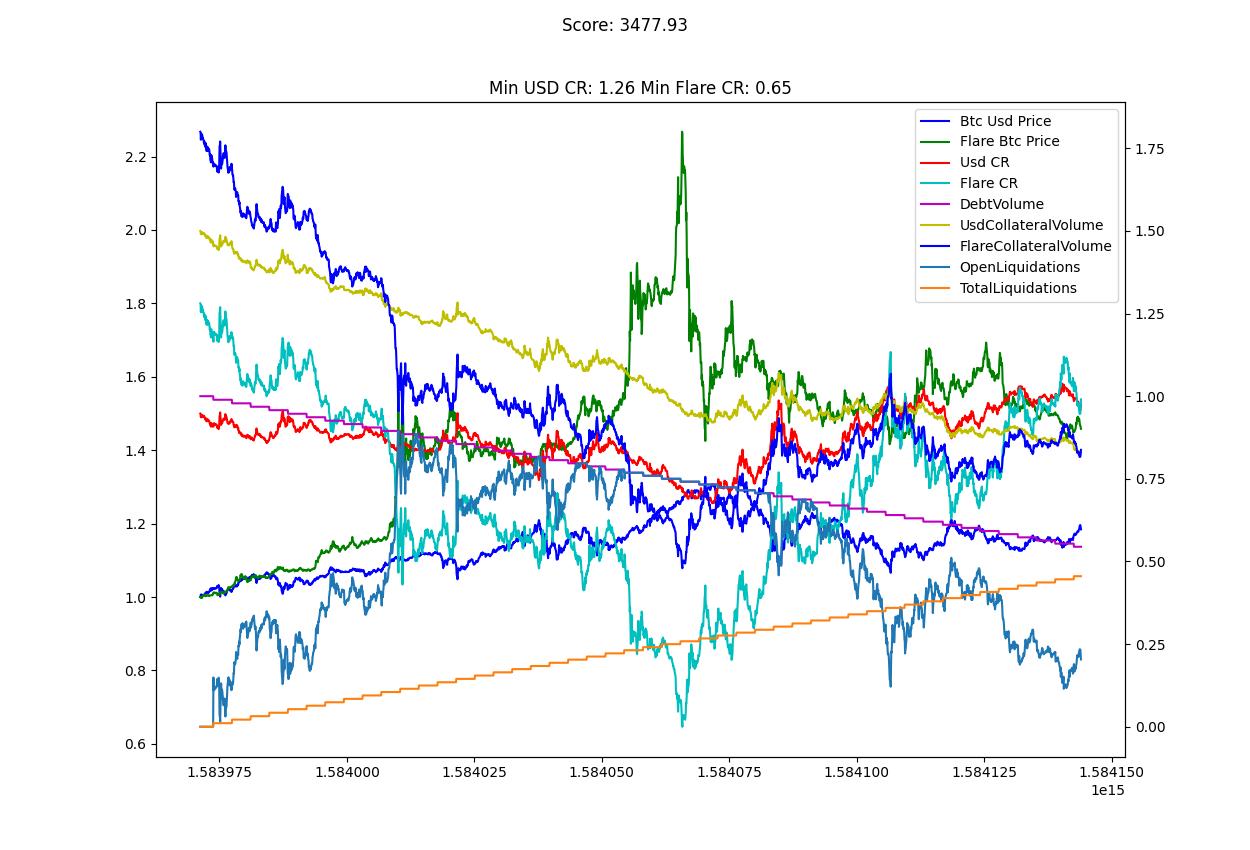 Score: 3477.93
Min USD CR: 1.26 Min Flare CR: 0.65
Btc Usd Price
Flare Btc Price
Usd CR
Flare CR
DebtVolume
UsdCollateralVolume
FlareCollateralVolume
OpenLiquidations
TotalLiquidations
2.2
2.0
1.8
1.6
1.4
1.2
1.0
0.8
0.6
1.75
1.50
1.25
1.00
0.75
0.50
0.25
0.00
1.583975 1.584000 1.584025 1.584050 1.584075 1.584100 1.584125 1.584150
1e15